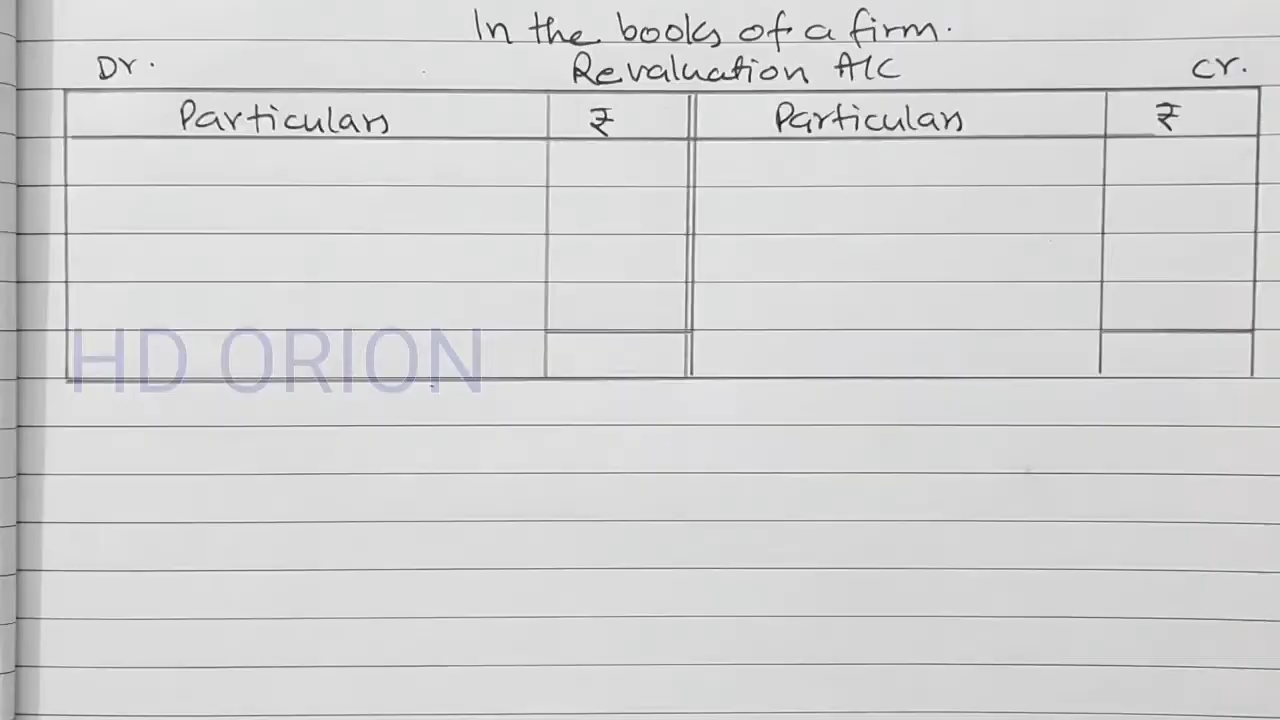 In the books of a firm.
Dr. Revaluation A/C Cr.
Particulars ₹ Particulars ₹
HD ORION